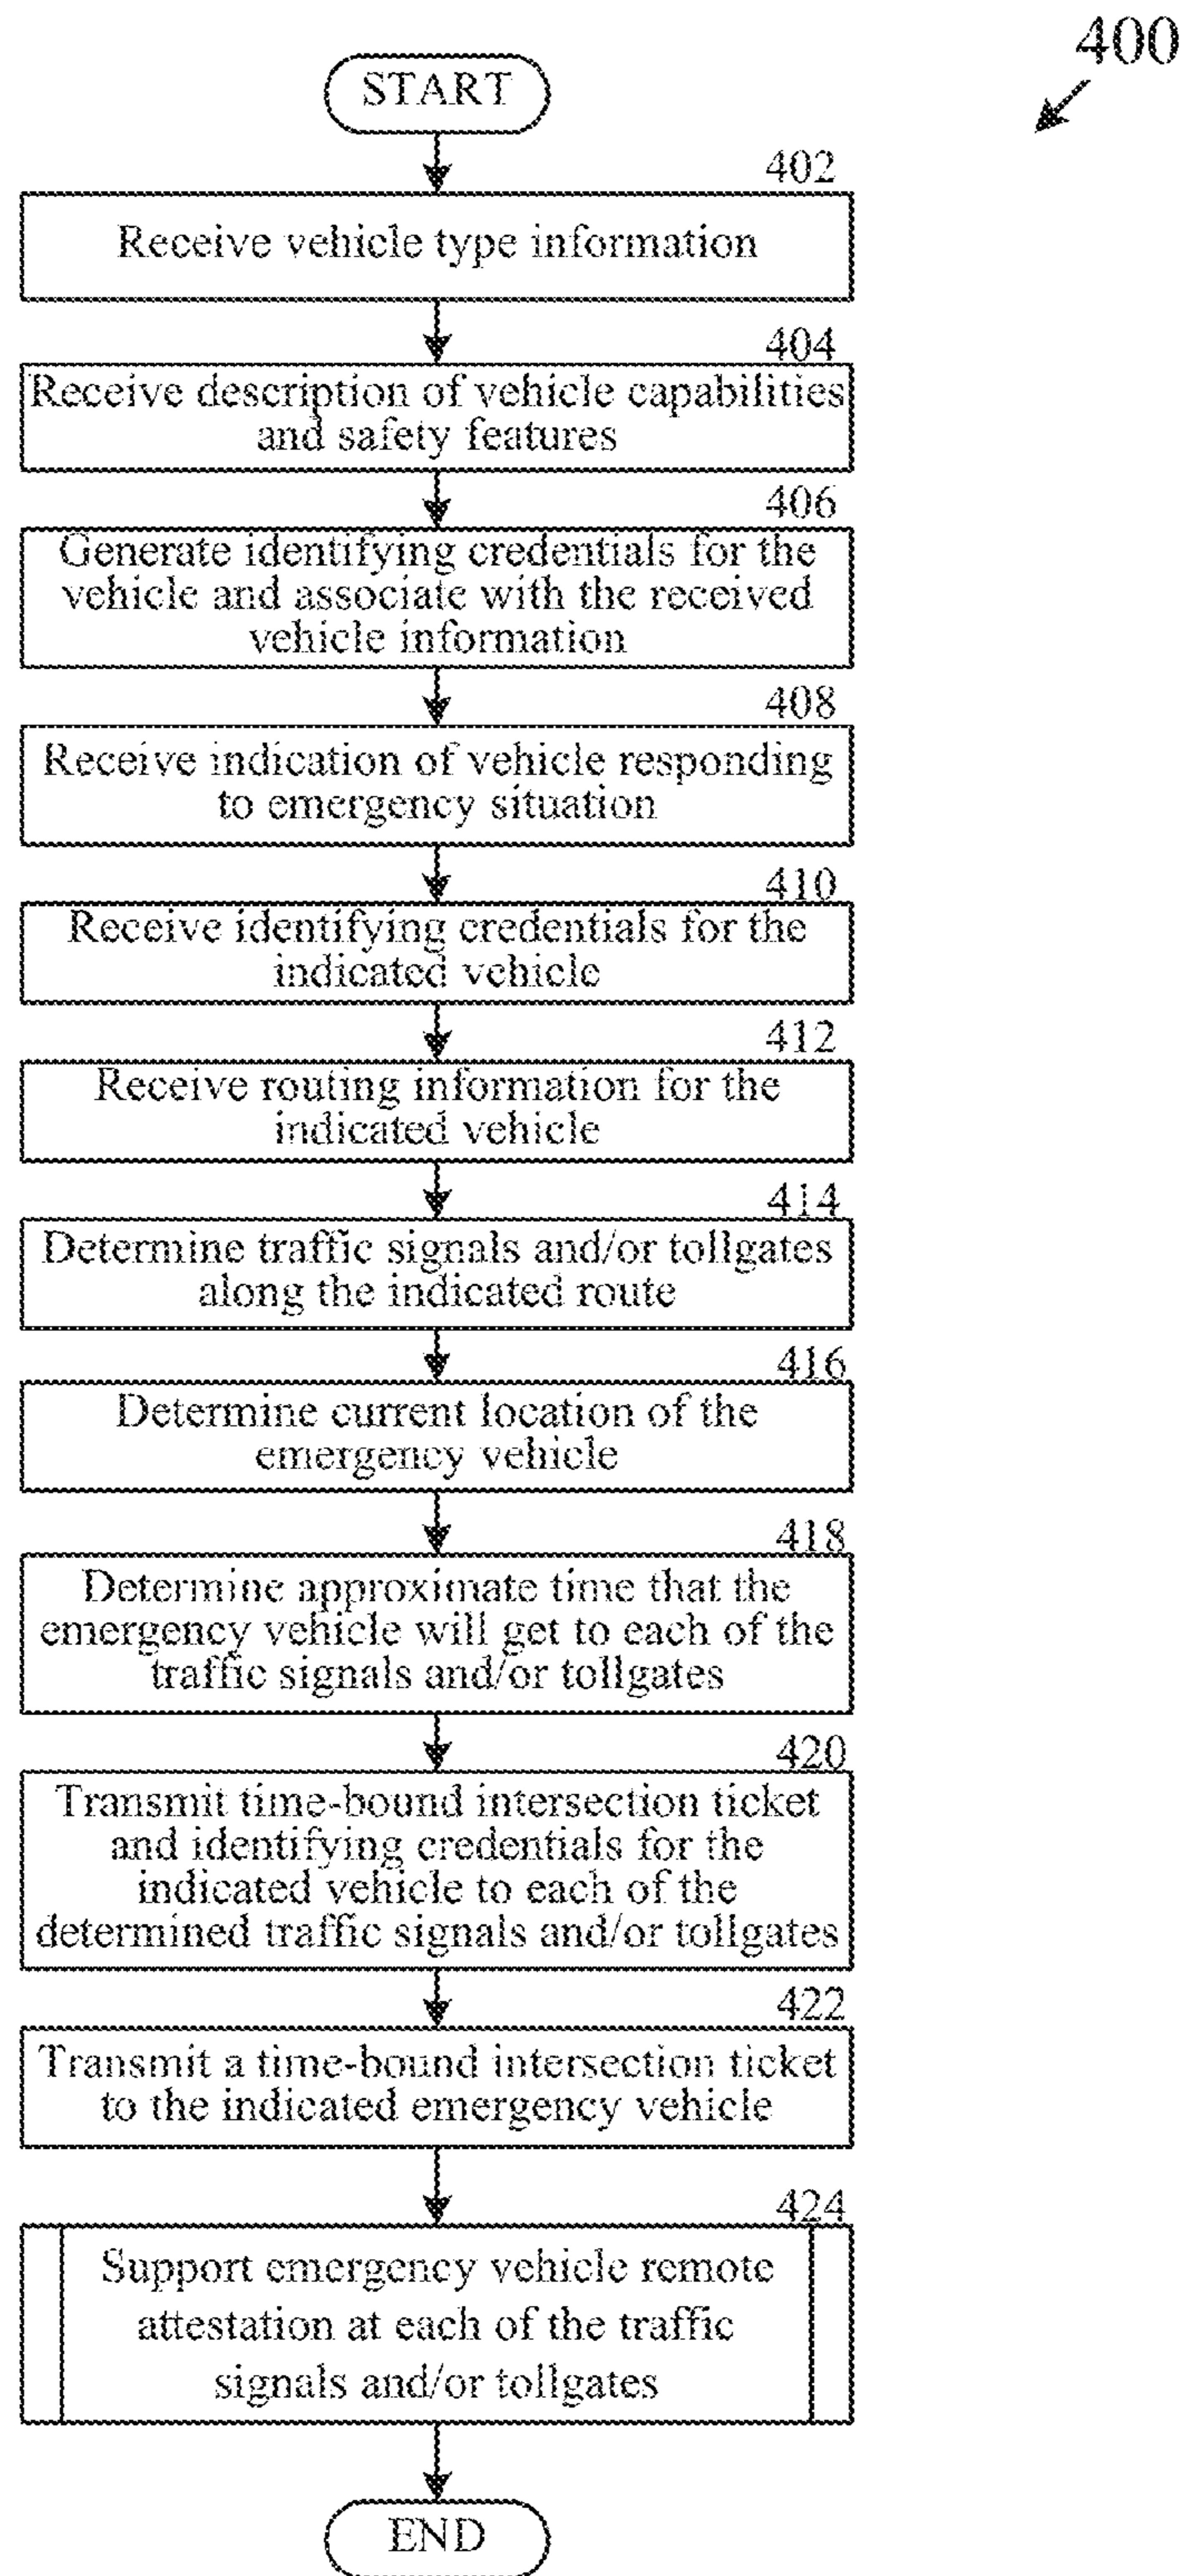 400
START
402
Receive vehicle type information
404
Receive description of vehicle capabilities
and safety features
406
Generate identifying credentials for the
vehicle and associate with the received
vehicle information
408
Receive indication of vehicle responding
to emergency situation
410
Receive identifying credentials for the
indicated vehicle
412
Receive routing information for the
indicated vehicle
414
Determine traffic signals and/or tollgates
along the indicated route
416
Determine current location of the
emergency vehicle
418
Determine approximate time that the
emergency vehicle will get to each of the
traffic signals and/or tollgates
420
Transmit time-bound intersection ticket
and identifying credentials for the
indicated vehicle to each of the
determined traffic signals and/or tollgates
422
Transmit a time-bound intersection ticket
to the indicated emergency vehicle
424
Support emergency vehicle remote
attestation at each of the traffic
signals and/or tollgates
END